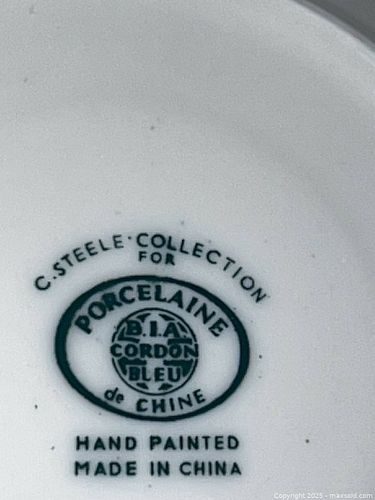 C.STEELE·COLLECTION
FOR
PORCELAINE
B.I.A.
CORDON
BLEU
de CHINE
HAND PAINTED
MADE IN CHINA
Copyright 2025 - maxsold.com